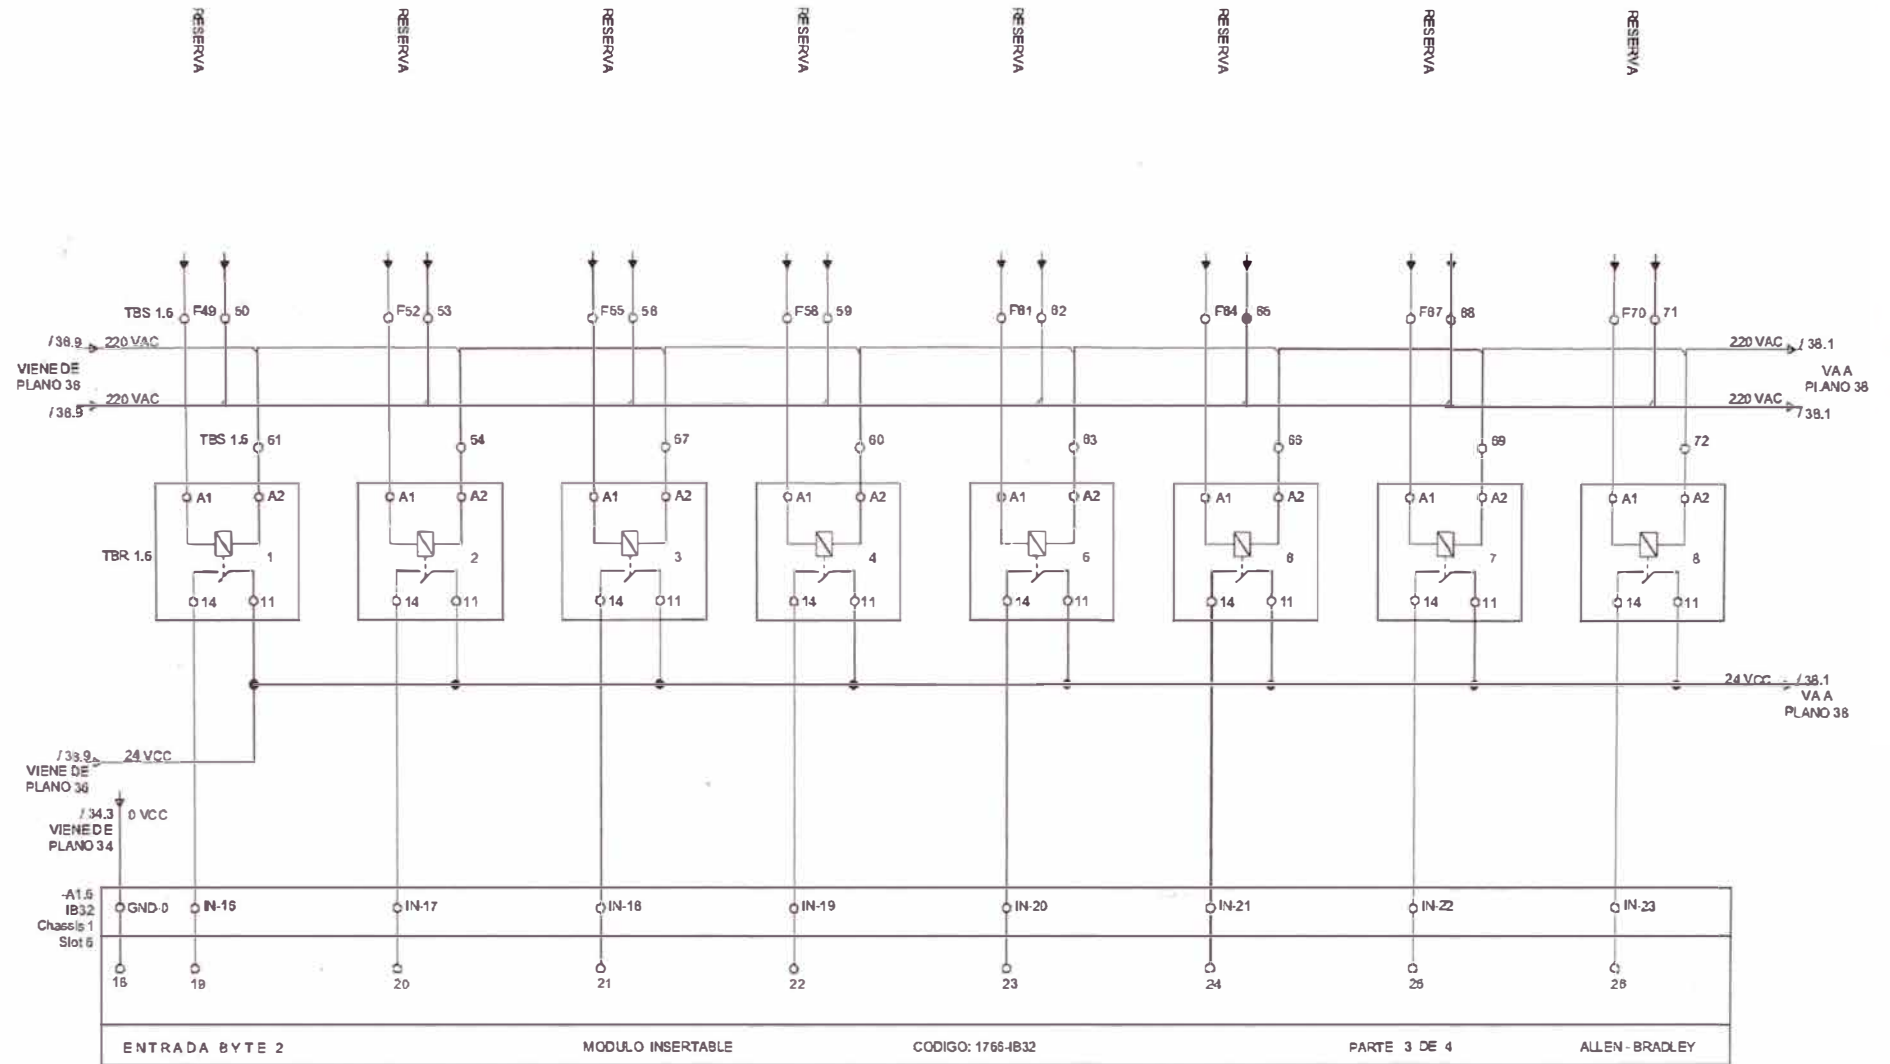 RESERVA RESERVA RESERVA RESERVA RESERVA RESERVA RESERVA RESERVA
TBS 1.6 F49 50 F52 53 F55 56 F58 59 F61 62 F64 65 F67 68 F70 71
/36.9 220 VAC 220 VAC /38.1
VIENE DE PLANO 36
VA A PLANO 38
/36.9 220 VAC 220 VAC /38.1
TBS 1.6 51 54 57 60 63 66 69 72
A1 A2 A1 A2 A1 A2 A1 A2 A1 A2 A1 A2 A1 A2 A1 A2
TBR 1.6 1 2 3 4 5 6 7 8
14 11 14 11 14 11 14 11 14 11 14 11 14 11 14 11
24 VCC /38.1
VA A
PLANO 38
/36.9 24 VCC
VIENE DE
PLANO 36
/34.3 0 VCC
VIENE DE
PLANO 34
-A1.6
IB32 GND-0 IN-16 IN-17 IN-18 IN-19 IN-20 IN-21 IN-22 IN-23
Chassis 1
Slot 6
18 19 20 21 22 23 24 25 26
ENTRADA BYTE 2 MODULO INSERTABLE CODIGO: 1756-IB32 PARTE 3 DE 4 ALLEN - BRADLEY